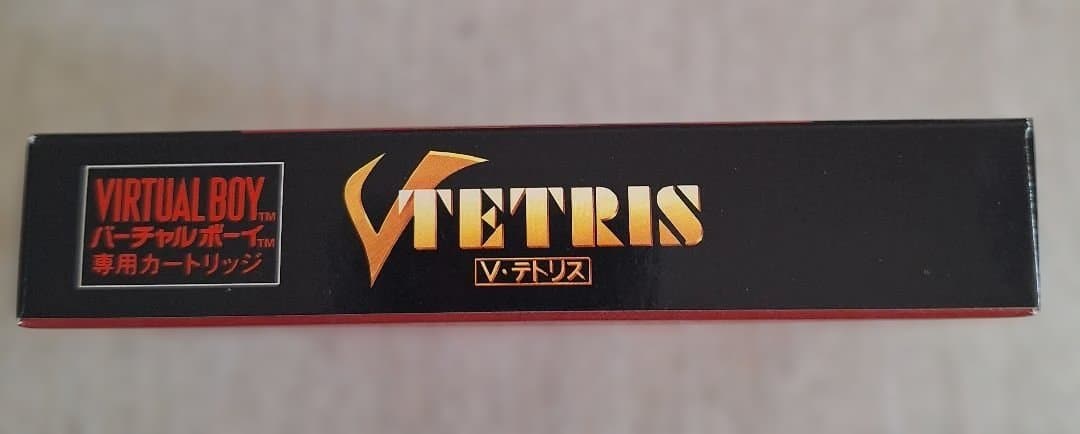 VIRTUAL BOY™
バーチャルボーイ™
専用カートリッジ
V TETRIS
V・テトリス